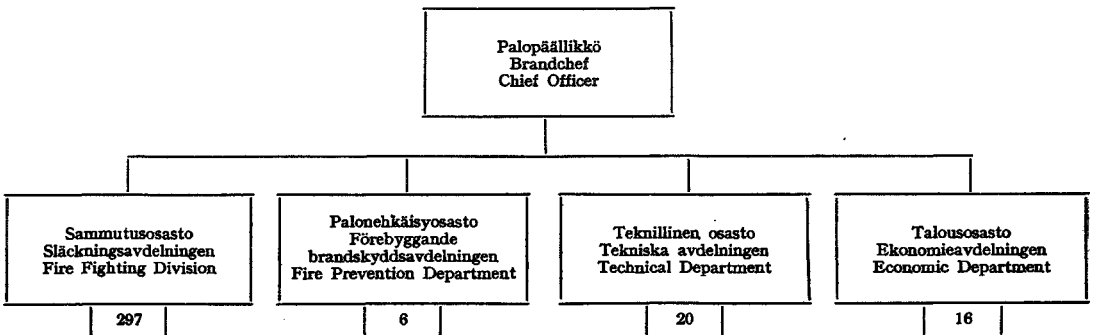 Palopäällikkö
Brandchef
Chief Officer
Sammutusosasto
Släckningsavdelningen
Fire Fighting Division
297
Palonehkäisyosasto
Förebyggande
brandskyddsavdelningen
Fire Prevention Department
6
Teknillinen osasto
Tekniska avdelningen
Technical Department
20
Talousosasto
Ekonomieavdelningen
Economic Department
16